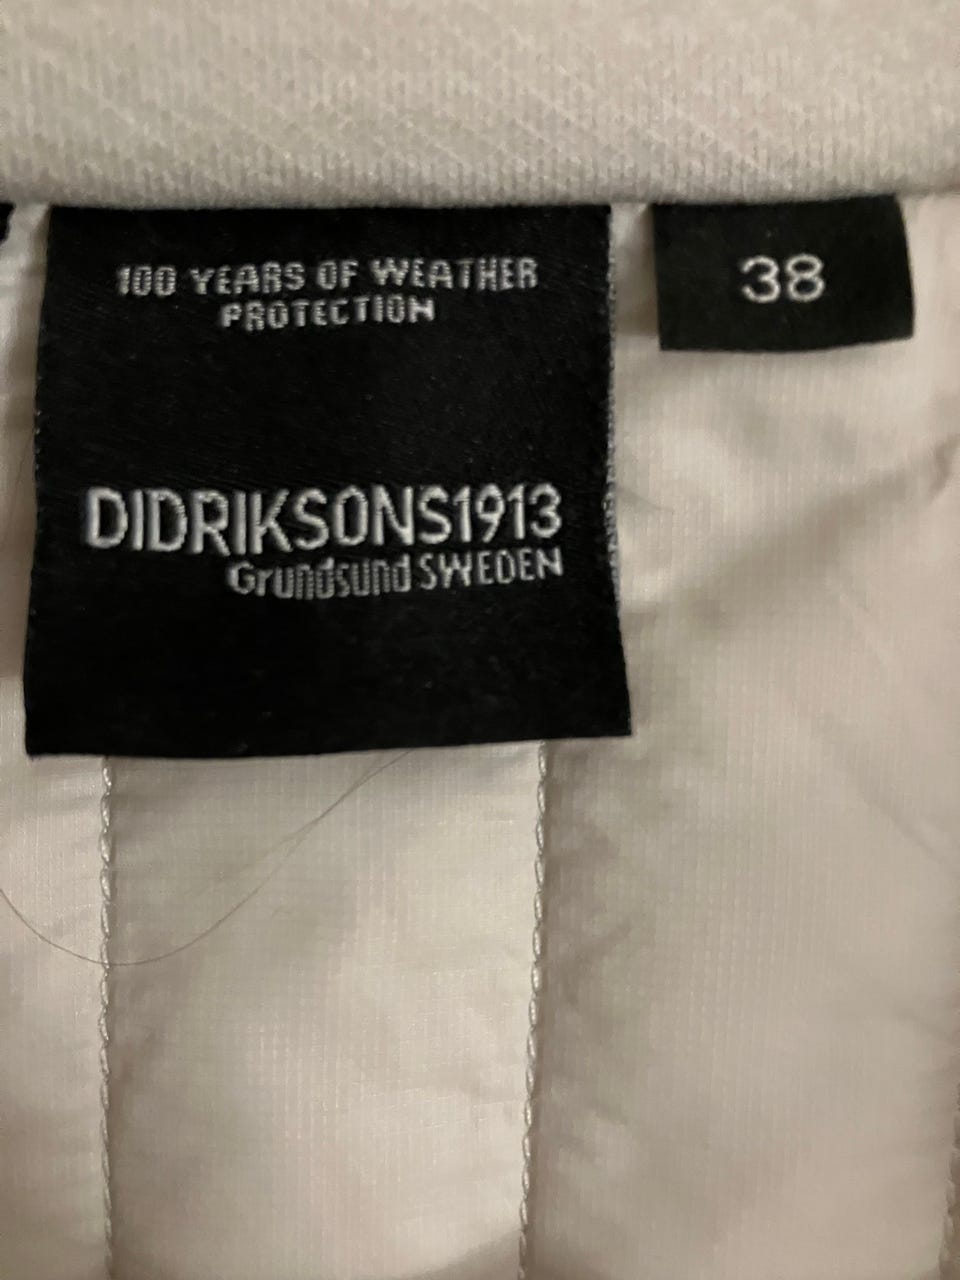 100 YEARS OF WEATHER
PROTECTION
DIDRIKSONS1913
Grundsund SWEDEN
38